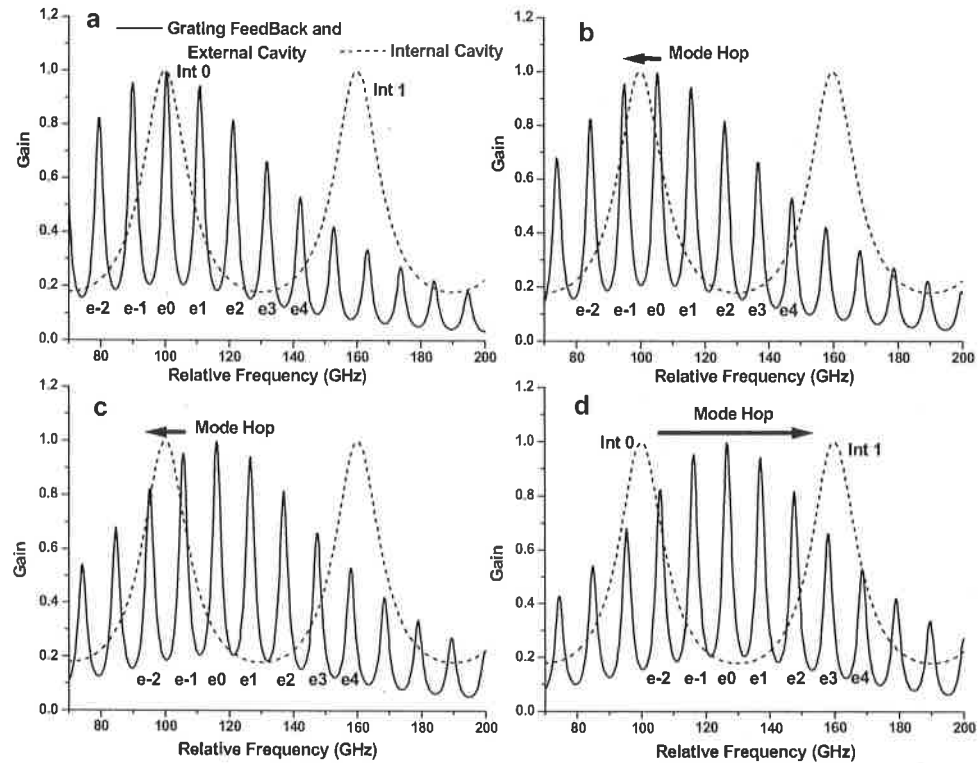 a
Grating FeedBack and
External Cavity
Internal Cavity
Int 0
Int 1
Gain
1.2
1.0
0.8
0.6
0.4
0.2
0.0
e-2 e-1 e0 e1 e2 e3 e4
80 100 120 140 160 180 200
Relative Frequency (GHz)
b
Mode Hop
Gain
1.2
1.0
0.8
0.6
0.4
0.2
0.0
e-2 e-1 e0 e1 e2 e3 e4
80 100 120 140 160 180 200
Relative Frequency (GHz)
c
Mode Hop
Gain
1.2
1.0
0.8
0.6
0.4
0.2
0.0
e-2 e-1 e0 e1 e2 e3 e4
80 100 120 140 160 180 200
Relative Frequency (GHz)
d
Mode Hop
Int 0
Int 1
Gain
1.2
1.0
0.8
0.6
0.4
0.2
0.0
e-2 e-1 e0 e1 e2 e3 e4
80 100 120 140 160 180 200
Relative Frequency (GHz)